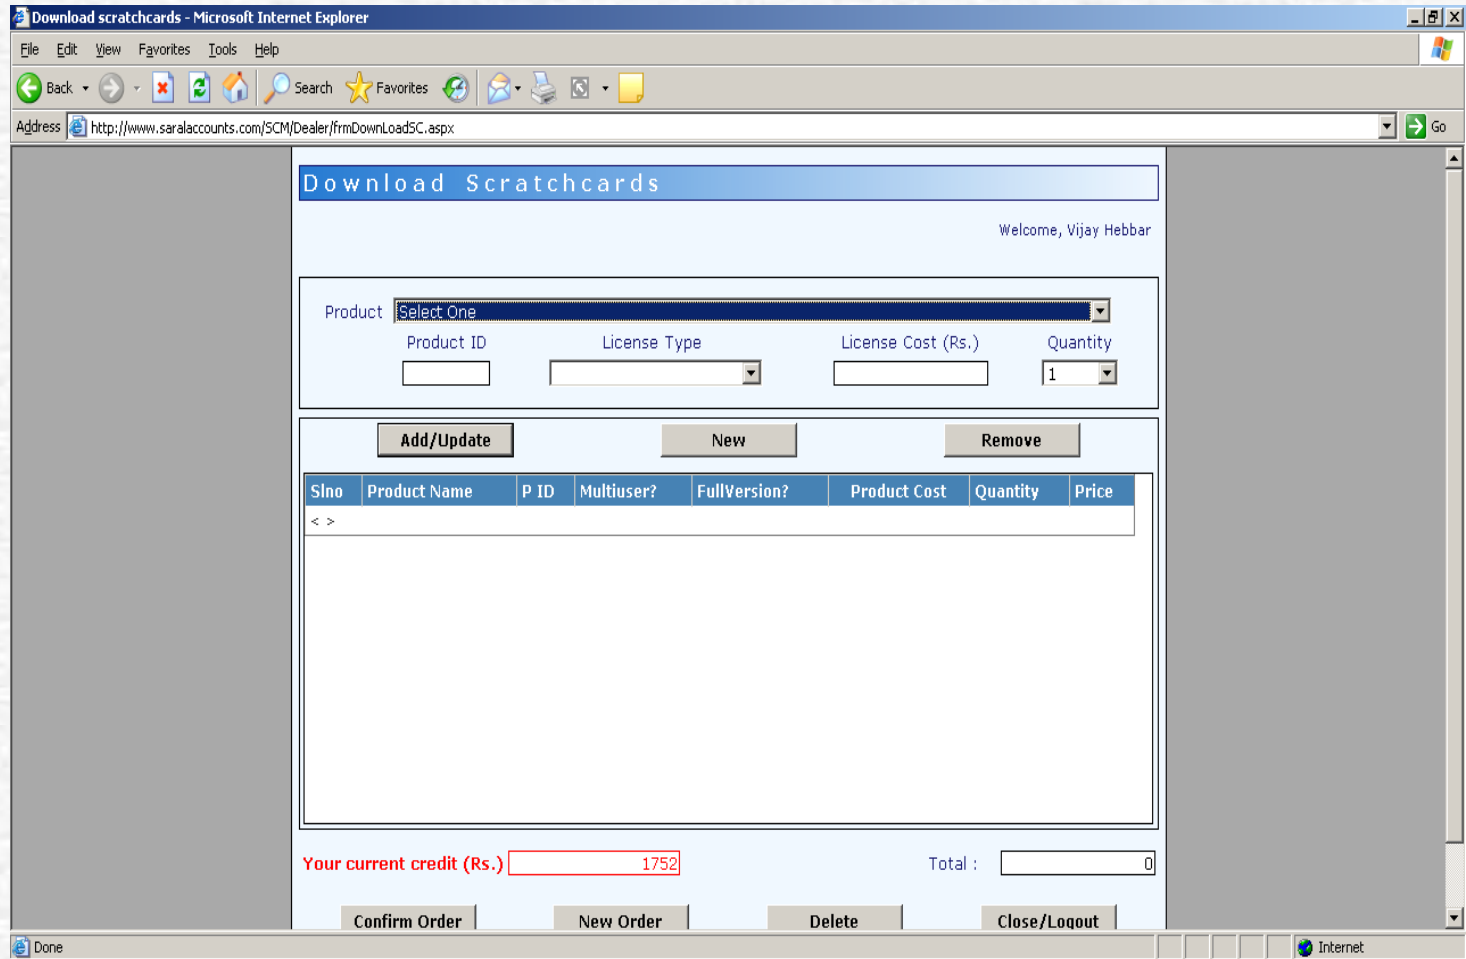 Download scratchcards - Microsoft Internet Explorer
File Edit View Favorites Tools Help
Back Search Favorites
Address http://www.saralaccounts.com/SCM/Dealer/frmDownLoadSC.aspx Go
Download Scratchcards
Welcome, Vijay Hebbar
Product Select One
Product ID License Type License Cost (Rs.) Quantity
1
Add/Update New Remove
Slno Product Name P ID Multiuser? FullVersion? Product Cost Quantity Price
< >
Your current credit (Rs.) 1752 Total : 0
Confirm Order New Order Delete Close/Logout
Done Internet